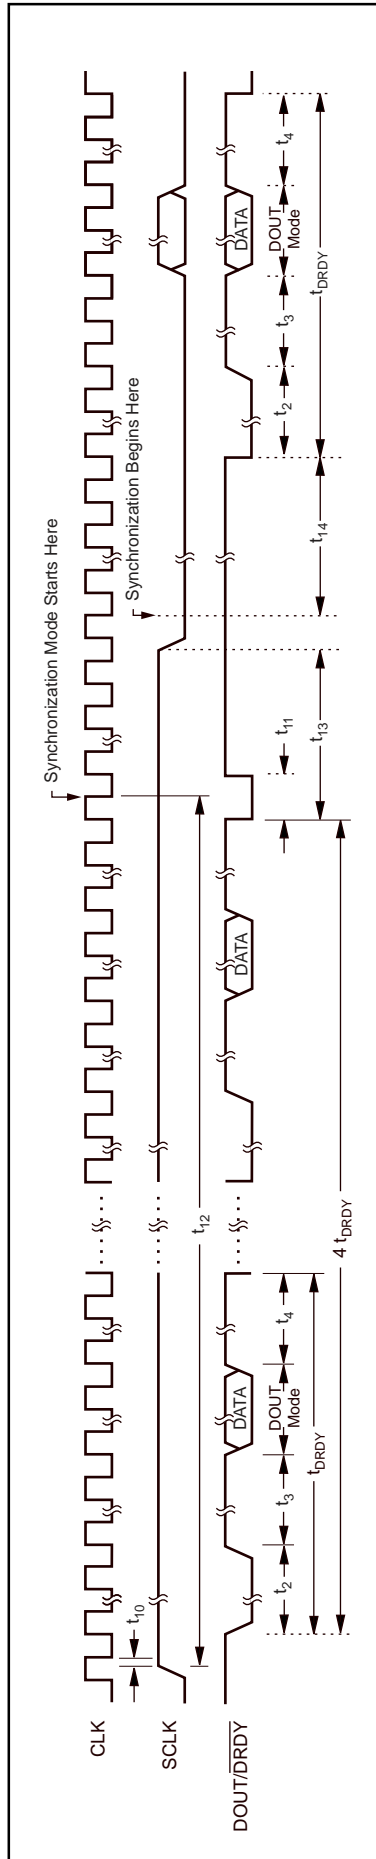 Synchronization Mode Starts Here
Synchronization Begins Here
CLK
t10
SCLK
t12
DOUT/DRDY
DATA
DATA
DATA
t2
t3
DOUT
Mode
t4
t11
t2
t3
DOUT
Mode
t4
tDRDY
t13
t14
tDRDY
4 tDRDY